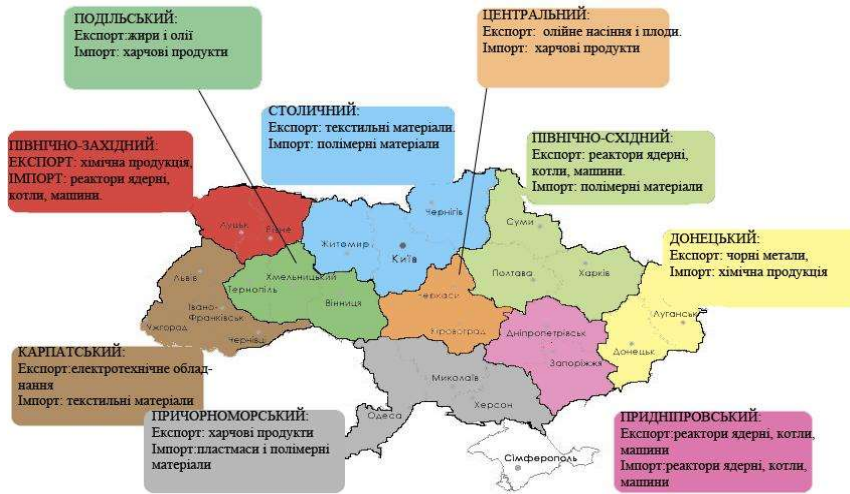 ПОДІЛЬСЬКИЙ:
Експорт:жири і олії
Імпорт: харчові продукти
ЦЕНТРАЛЬНИЙ:
Експорт: олійне насіння і плоди.
Імпорт: харчові продукти
СТОЛИЧНИЙ:
Експорт: текстильні матеріали.
Імпорт: полімерні матеріали
ПІВНІЧНО-ЗАХІДНИЙ:
ЕКСПОРТ: хімічна продукція,
ІМПОРТ: реактори ядерні,
котли, машини.
ПІВНІЧНО-СХІДНИЙ:
Експорт: реактори ядерні,
котли, машини.
Імпорт: полімерні матеріали
ДОНЕЦЬКИЙ:
Експорт: чорні метали,
Імпорт: хімічна продукція
Луцьк
Рівне
Житомир
Київ
Чернігів
Суми
Полтава
Харків
Луганськ
Донецьк
Львів
Тернопіль
Хмельницький
Вінниця
Івано-
Франківськ
Ужгород
Чернівці
Черкаси
Кіровоград
Дніпропетрівськ
Запоріжжя
Миколаїв
Херсон
Одеса
Сімферополь
КАРПАТСЬКИЙ:
Експорт:електротехнічне облад-
нання
Імпорт: текстильні матеріали
ПРИЧОРНОМОРСЬКИЙ:
Експорт: харчові продукти
Імпорт:пластмаси і полімерні
матеріали
ПРИДНІПРОВСЬКИЙ:
Експорт:реактори ядерні, котли,
машини
Імпорт:реактори ядерні, котли,
машини